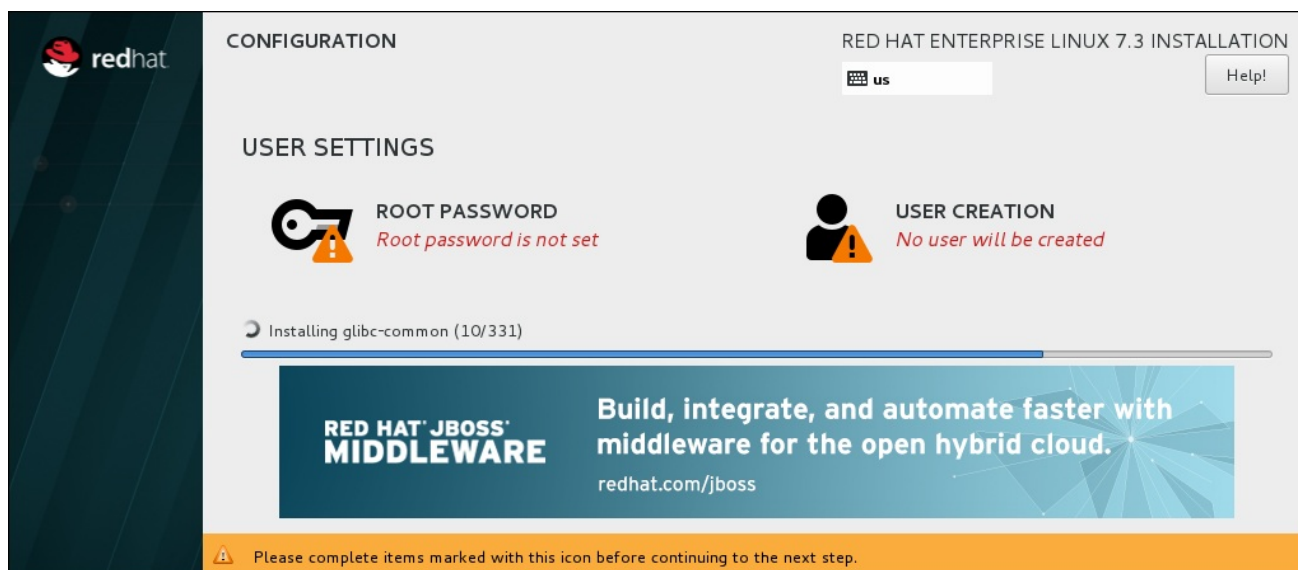 redhat.
CONFIGURATION
RED HAT ENTERPRISE LINUX 7.3 INSTALLATION
us
Help!
USER SETTINGS
ROOT PASSWORD
Root password is not set
USER CREATION
No user will be created
Installing glibc-common (10/331)
RED HAT® JBOSS®
MIDDLEWARE
Build, integrate, and automate faster with
middleware for the open hybrid cloud.
redhat.com/jboss
Please complete items marked with this icon before continuing to the next step.